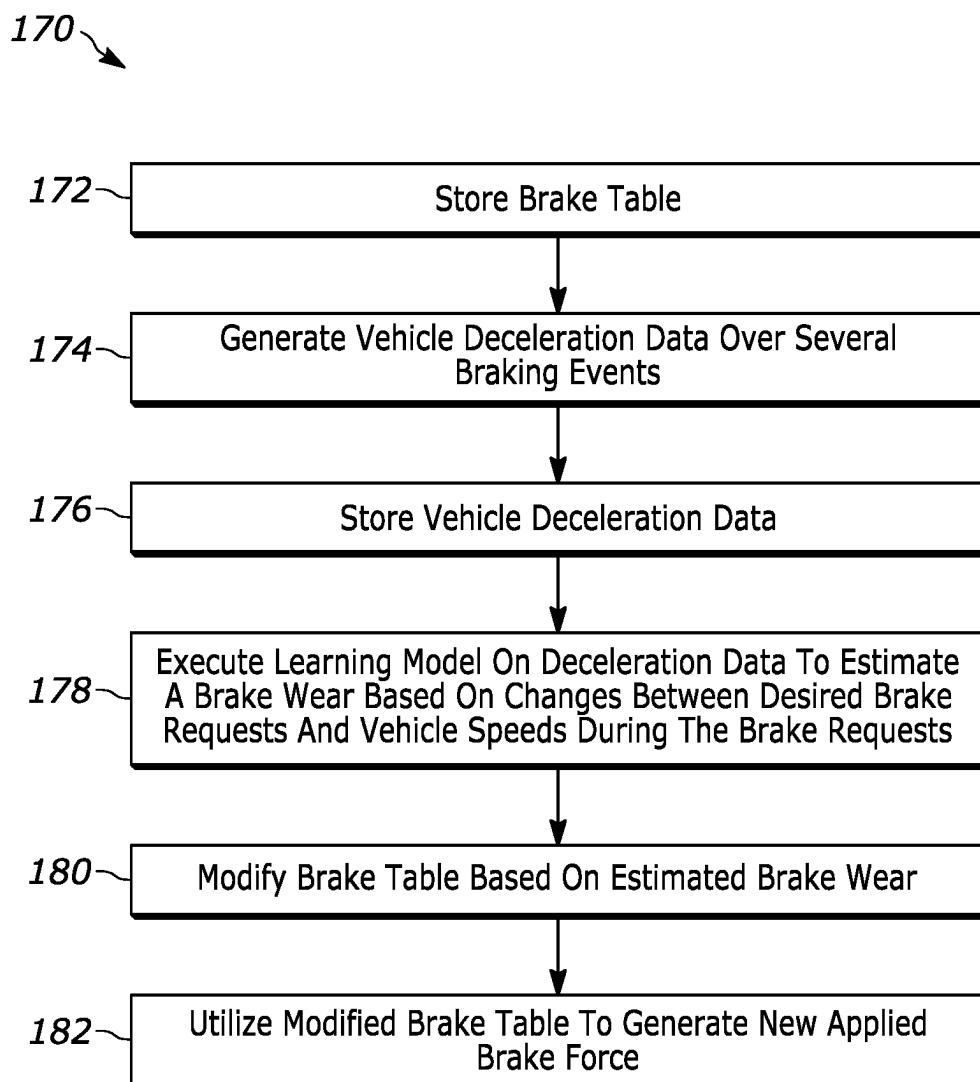 170
172
Store Brake Table
174
Generate Vehicle Deceleration Data Over Several
Braking Events
176
Store Vehicle Deceleration Data
178
Execute Learning Model On Deceleration Data To Estimate
A Brake Wear Based On Changes Between Desired Brake
Requests And Vehicle Speeds During The Brake Requests
180
Modify Brake Table Based On Estimated Brake Wear
182
Utilize Modified Brake Table To Generate New Applied
Brake Force